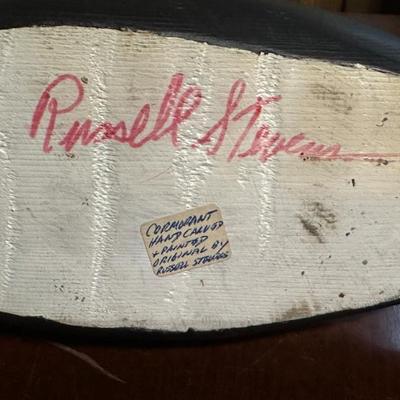 Russell Stevens
CORMORANT
HAND CARVED
+ PAINTED
ORIGINAL BY
RUSSELL STEVENS